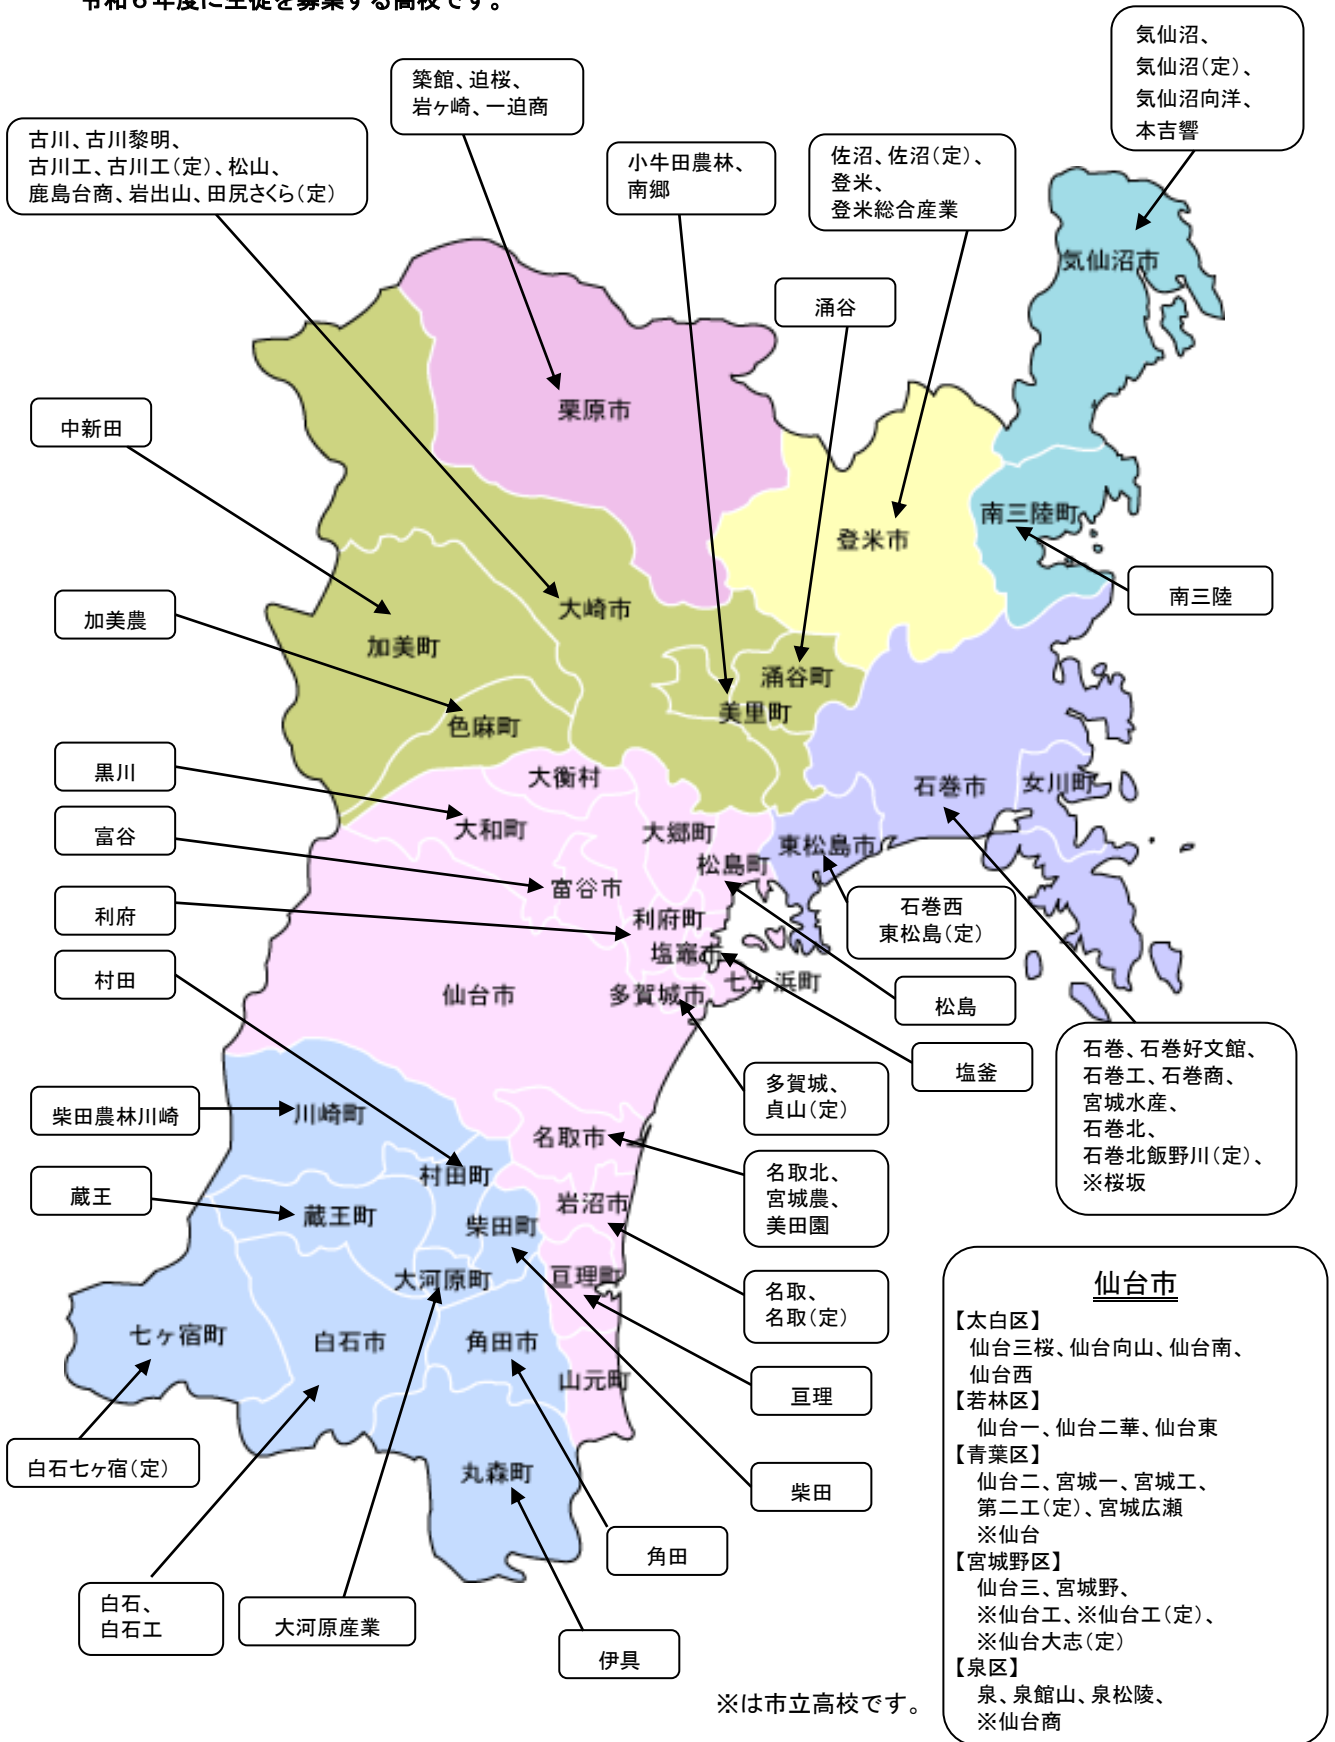 令和6年度に生徒を募集する高校です。
気仙沼、
気仙沼(定)、
気仙沼向洋、
本吉響
築館、迫桜、
岩ヶ崎、一迫商
古川、古川黎明、
古川工、古川工(定)、松山、
鹿島台商、岩出山、田尻さくら(定)
小牛田農林、
南郷
佐沼、佐沼(定)、
登米、
登米総合産業
気仙沼市
涌谷
栗原市
中新田
南三陸町
登米市
南三陸
加美農
大崎市
加美町
涌谷町
美里町
色麻町
黒川
大衡村
石巻市
女川町
富谷
大和町
大郷町
東松島市
松島町
富谷市
利府
利府町
石巻西
東松島(定)
塩竈市
村田
仙台市
多賀城市
七ヶ浜町
松島
塩釜
石巻、石巻好文館、
石巻工、石巻商、
宮城水産、
石巻北、
石巻北飯野川(定)、
※桜坂
多賀城、
貞山(定)
柴田農林川崎
川崎町
名取市
名取北、
宮城農、
美田園
村田町
蔵王
蔵王町
岩沼市
柴田町
大河原町
亘理町
名取、
名取(定)
七ヶ宿町
白石市
角田市
山元町
亘理
白石七ヶ宿(定)
丸森町
柴田
角田
白石、
白石工
大河原産業
伊具
仙台市
【太白区】
仙台三桜、仙台向山、仙台南、
仙台西
【若林区】
仙台一、仙台二華、仙台東
【青葉区】
仙台二、宮城一、宮城工、
第二工(定)、宮城広瀬
※仙台
【宮城野区】
仙台三、宮城野、
※仙台工、※仙台工(定)、
※仙台大志(定)
【泉区】
泉、泉館山、泉松陵、
※仙台商
※は市立高校です。